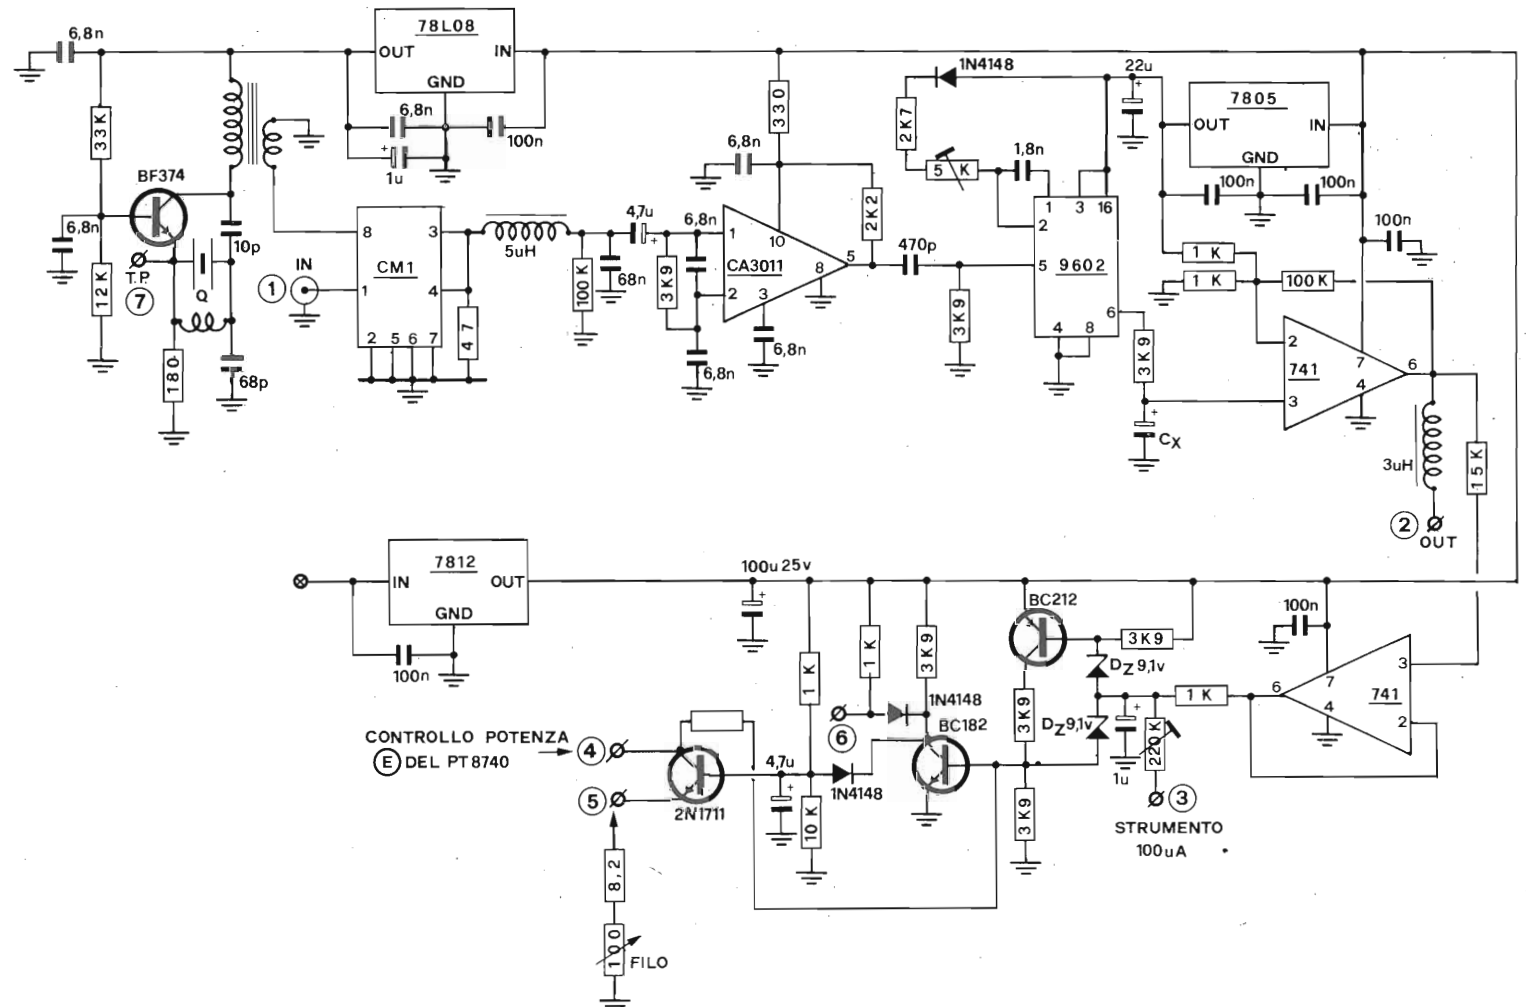 6,8n
78L08
OUT
IN
GND
6,8n
100n
1u
+
33K
BF374
6,8n
10p
T.P.
7
Q
12K
180
68p
IN
1
8
3
CM1
1
4
2 5 6 7
47
5uH
100K
68n
4,7u
+
3K9
6,8n
6,8n
6,8n
330
1
10
CA3011
2
3
8
5
6,8n
2K2
470p
3K9
1N4148
2K7
5 K
1,8n
22u
+
1 3 16
2
5
9602
6
4 8
3K9
+
CX
7805
OUT
IN
GND
100n
100n
100n
1 K
1 K
100K
2
741
7
6
3
4
3uH
15K
2
OUT
7812
IN
OUT
GND
100n
100u 25v
+
1 K
1 K
3K9
1N4148
6
BC182
BC212
3K9
DZ 9,1v
3K9
DZ 9,1v
+
1u
220K
3
STRUMENTO
100uA
3K9
1 K
100n
6
7
3
741
4
2
CONTROLLO POTENZA
E DEL PT8740
4
5
2N1711
4,7u
+
1N4148
10K
8,2
100
FILO